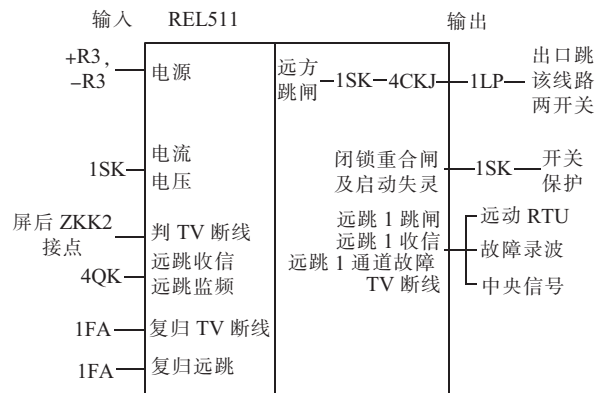 输入 REL511 输出
+R3,
-R3
电源
远方
跳闸
1SK
4CKJ
1LP
出口跳
该线路
两开关
1SK
电流
电压
闭锁重合闸
及启动失灵
1SK
开关
保护
屏后 ZKK2
接点
判 TV 断线
4QK
远跳收信
远跳监频
远跳 1 跳闸
远跳 1 收信
远跳 1 通道故障
TV 断线
远动 RTU
故障录波
中央信号
1FA
复归 TV 断线
1FA
复归远跳